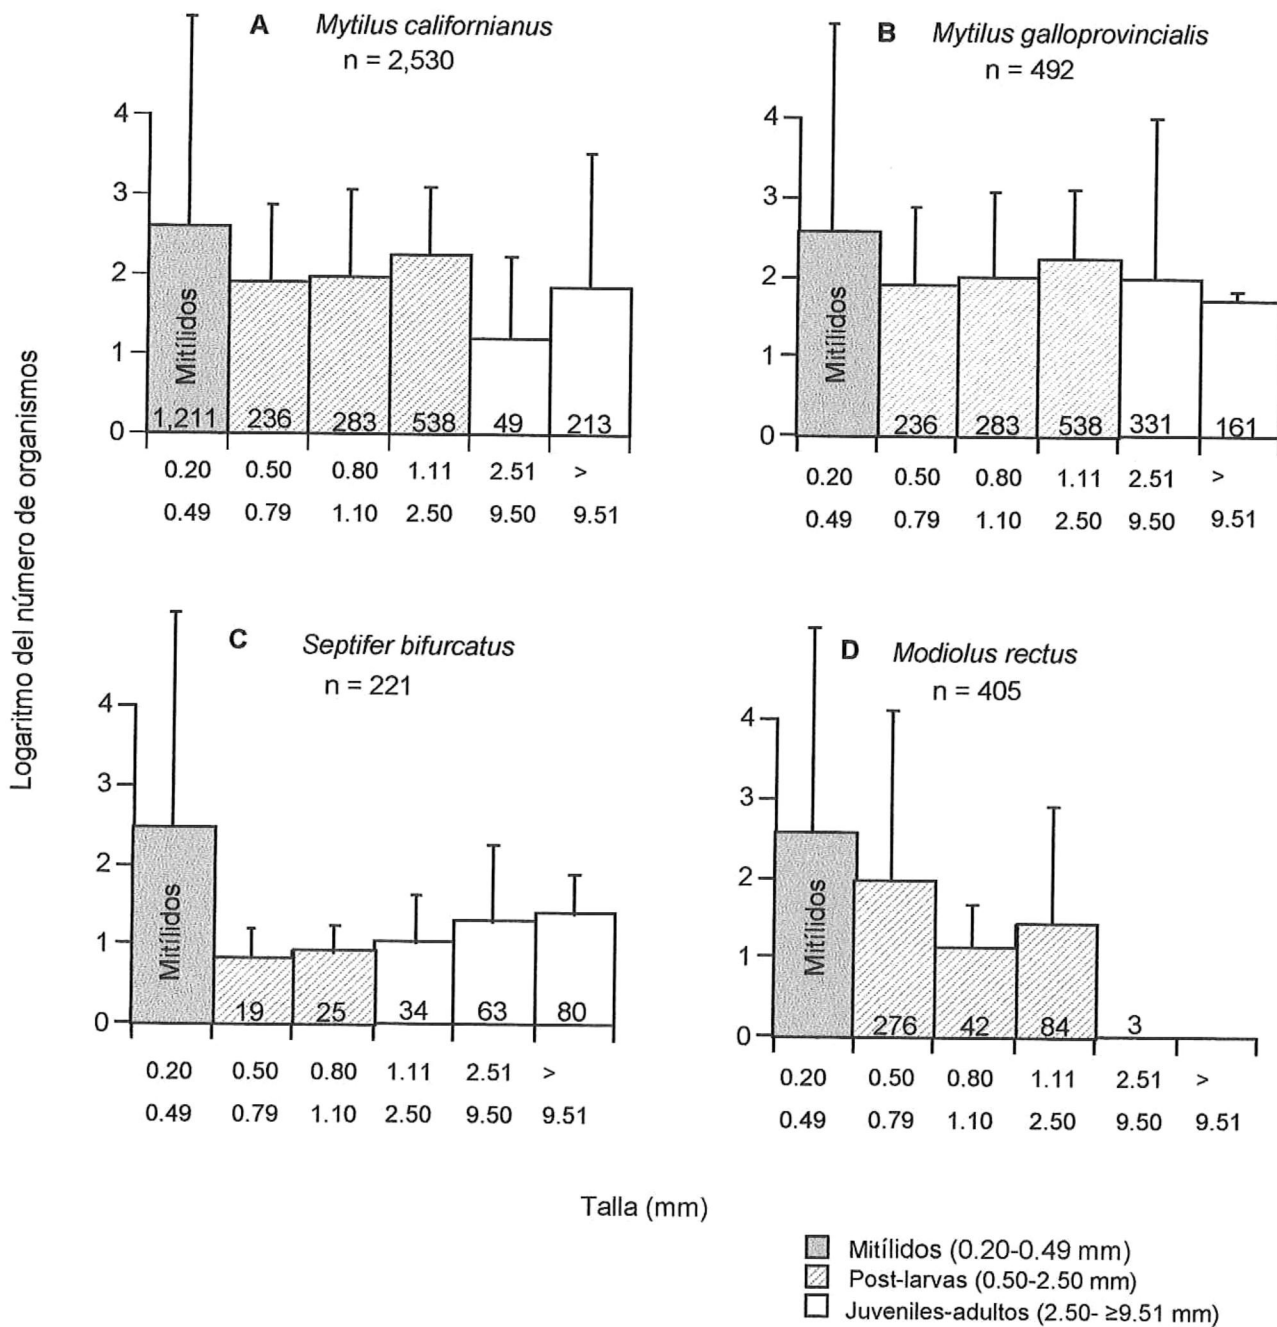 A Mytilus californianus
n = 2,530
4
3
2
1
0
Mitílidos
1,211 236 283 538 49 213
0.20 0.50 0.80 1.11 2.51 >
0.49 0.79 1.10 2.50 9.50 9.51
B Mytilus galloprovincialis
n = 492
4
3
2
1
0
Mitílidos
236 283 538 331 161
0.20 0.50 0.80 1.11 2.51 >
0.49 0.79 1.10 2.50 9.50 9.51
Logaritmo del número de organismos
C Septifer bifurcatus
n = 221
4
3
2
1
0
Mitílidos
19 25 34 63 80
0.20 0.50 0.80 1.11 2.51 >
0.49 0.79 1.10 2.50 9.50 9.51
D Modiolus rectus
n = 405
4
3
2
1
0
Mitílidos
276 42 84 3
0.20 0.50 0.80 1.11 2.51 >
0.49 0.79 1.10 2.50 9.50 9.51
Talla (mm)
Mitílidos (0.20-0.49 mm)
Post-larvas (0.50-2.50 mm)
Juveniles-adultos (2.50- ≥9.51 mm)